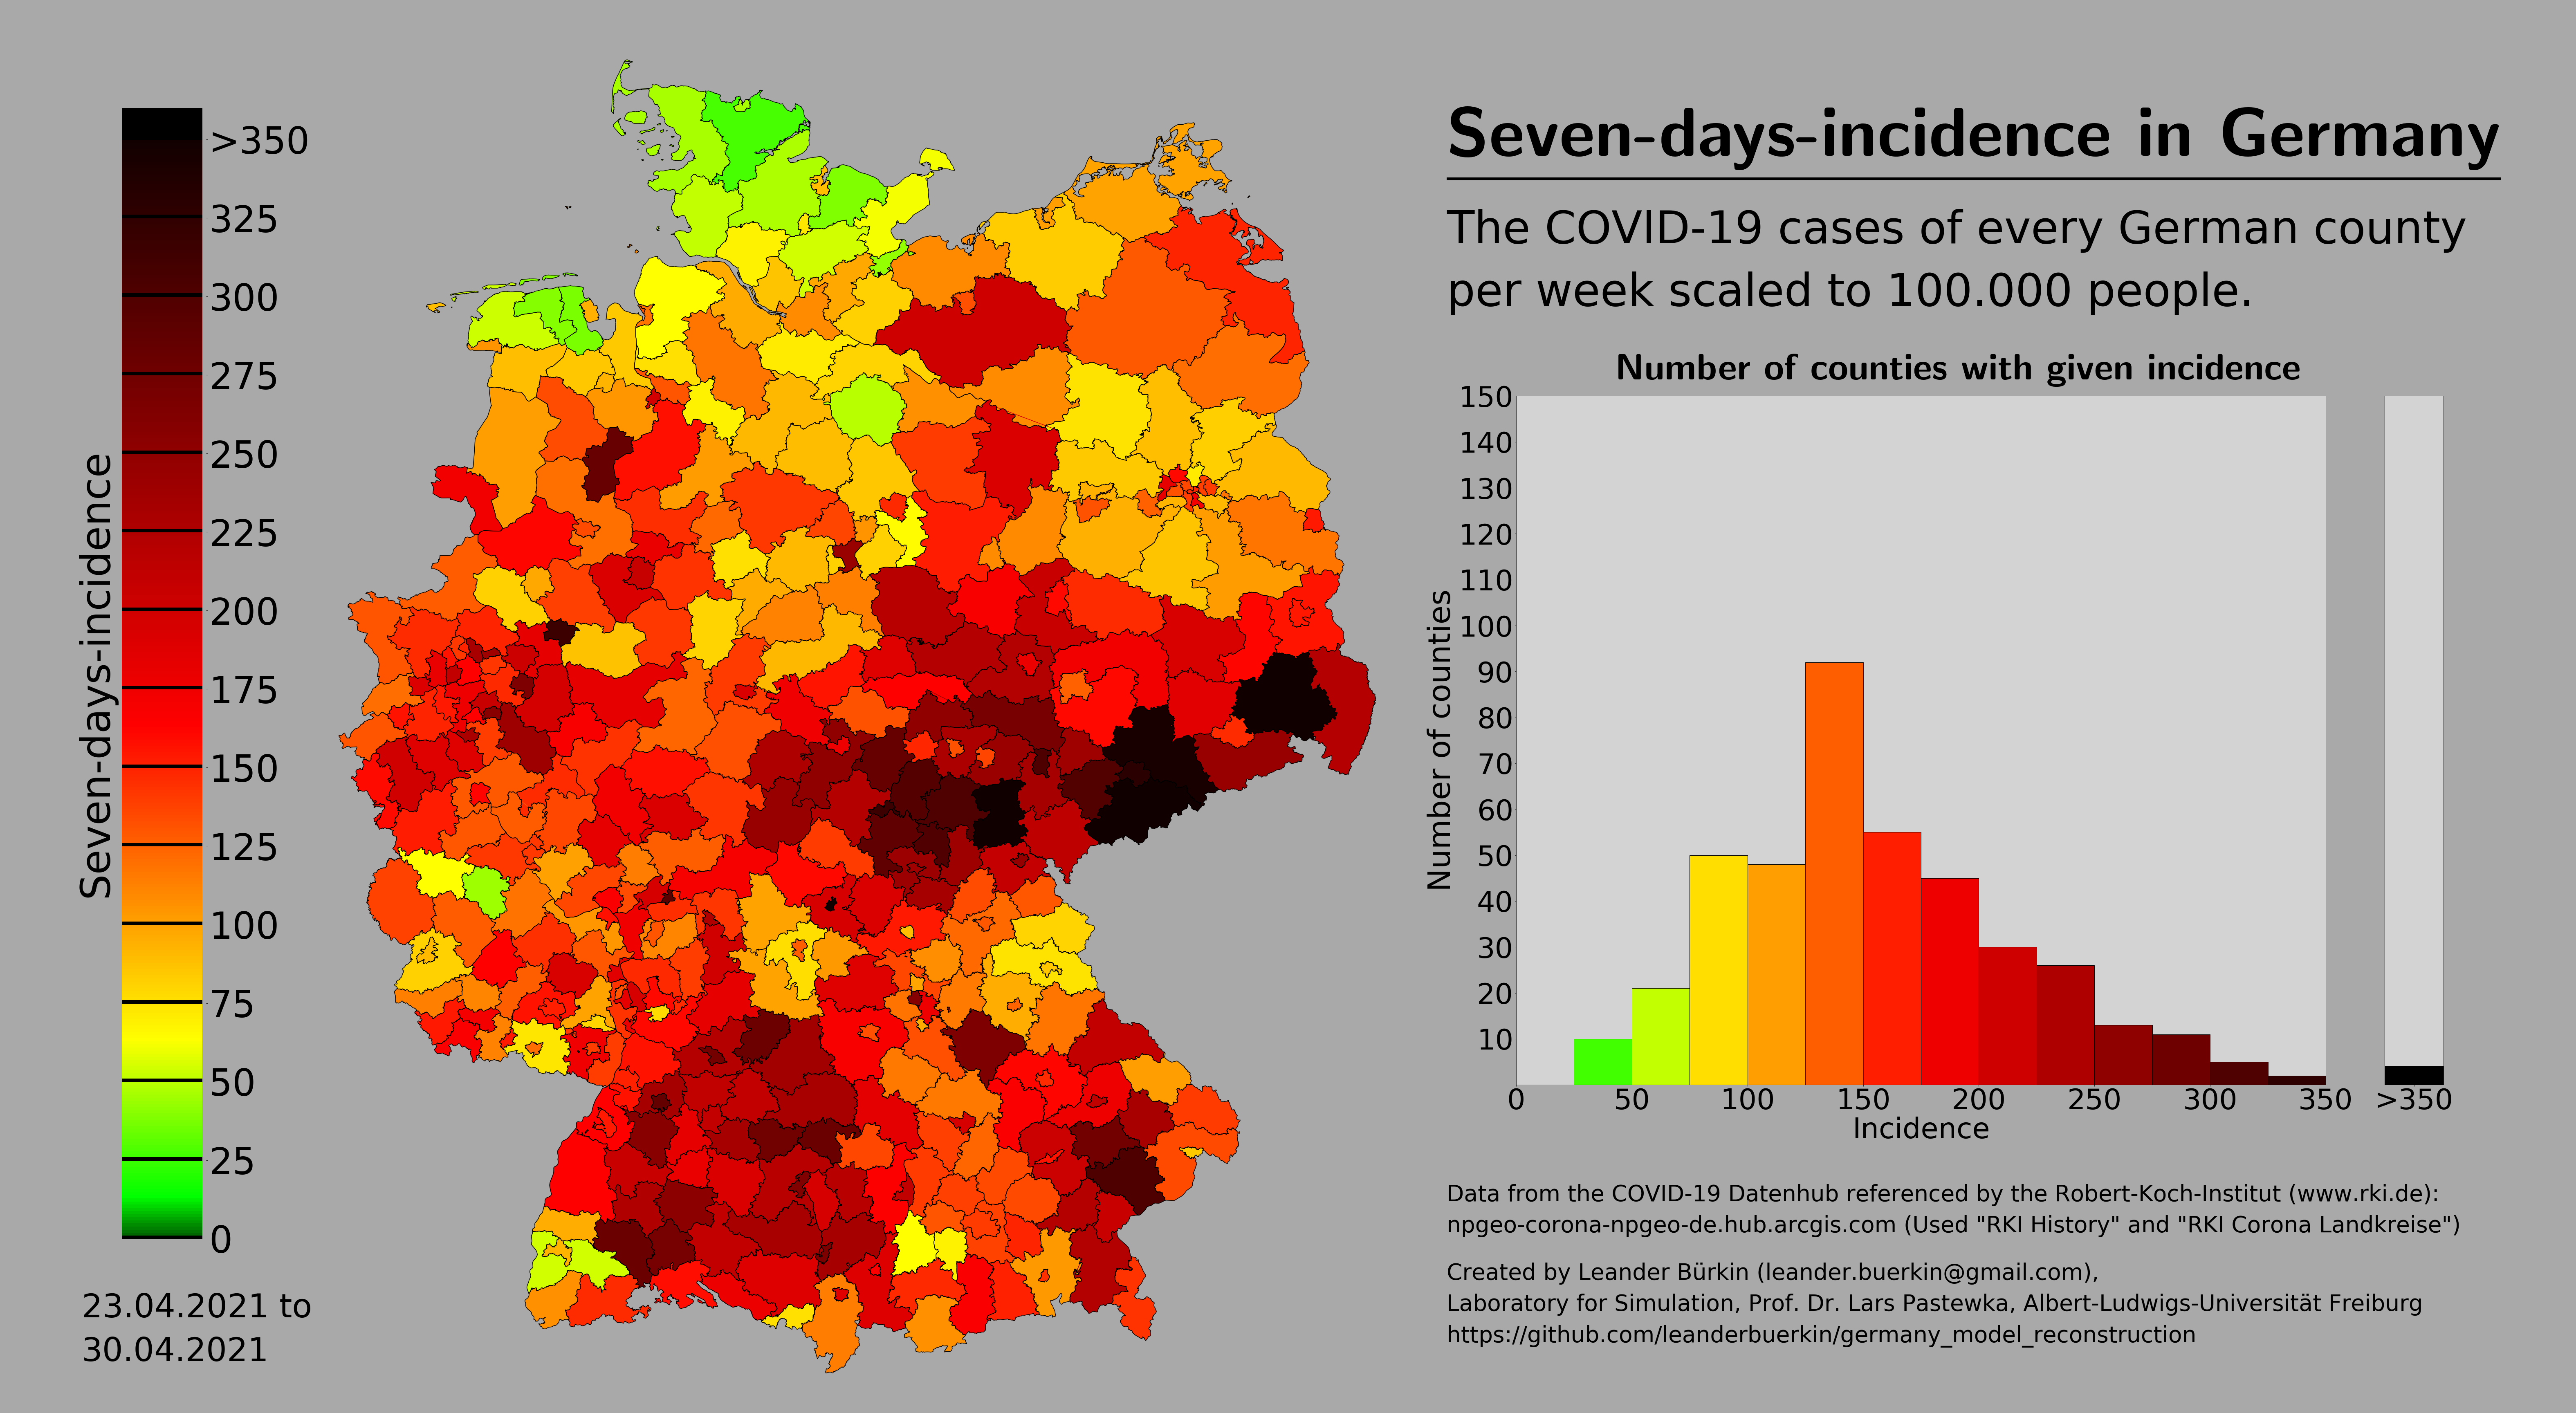 Seven-days-incidence in Germany
The COVID-19 cases of every German county
per week scaled to 100.000 people.
>350
325
300
275
250
225
200
175
150
125
100
75
50
25
0
Seven-days-incidence
23.04.2021 to
30.04.2021
Number of counties with given incidence
150
140
130
120
110
100
90
80
70
60
50
40
30
20
10
Number of counties
0 50 100 150 200 250 300 350 >350
Incidence
Data from the COVID-19 Datenhub referenced by the Robert-Koch-Institut (www.rki.de):
npgeo-corona-npgeo-de.hub.arcgis.com (Used "RKI History" and "RKI Corona Landkreise")
Created by Leander Bürkin (leander.buerkin@gmail.com),
Laboratory for Simulation, Prof. Dr. Lars Pastewka, Albert-Ludwigs-Universität Freiburg
https://github.com/leanderbuerkin/germany_model_reconstruction